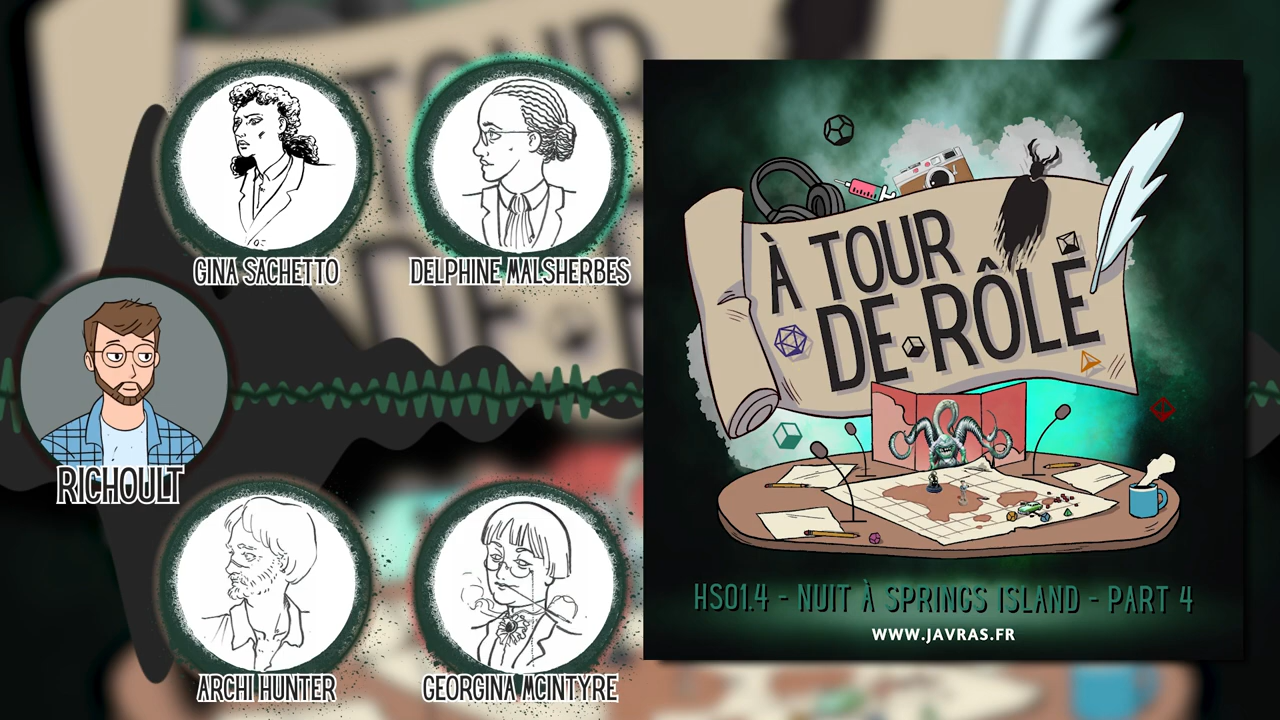 GINA SACHETTO
DELPHINE MALSHERBES
RICHOULT
ARCHI HUNTER
GEORGINA MCINTYRE
À TOUR
DE RÔLE
HS01.4 - NUIT À SPRINGS ISLAND - PART 4
WWW.JAVRAS.FR